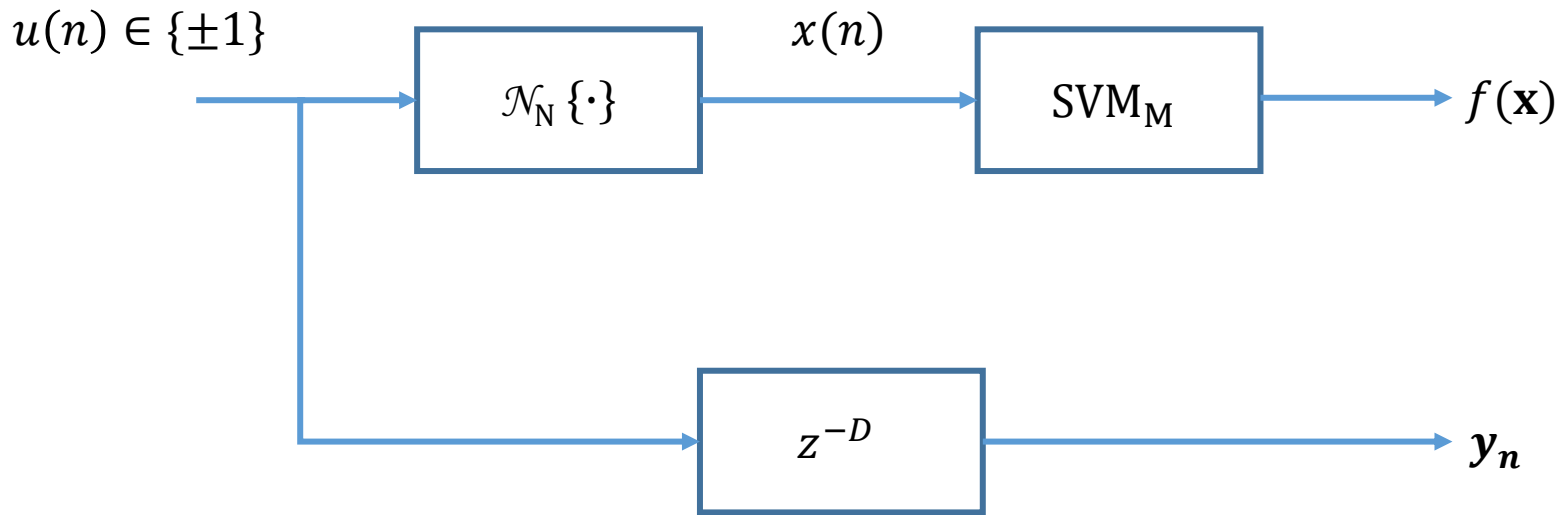 u(n) ∈ {±1}
𝒩_N {·}
x(n)
SVM_M
f(𝐱)
z^{-D}
𝒚_𝒏